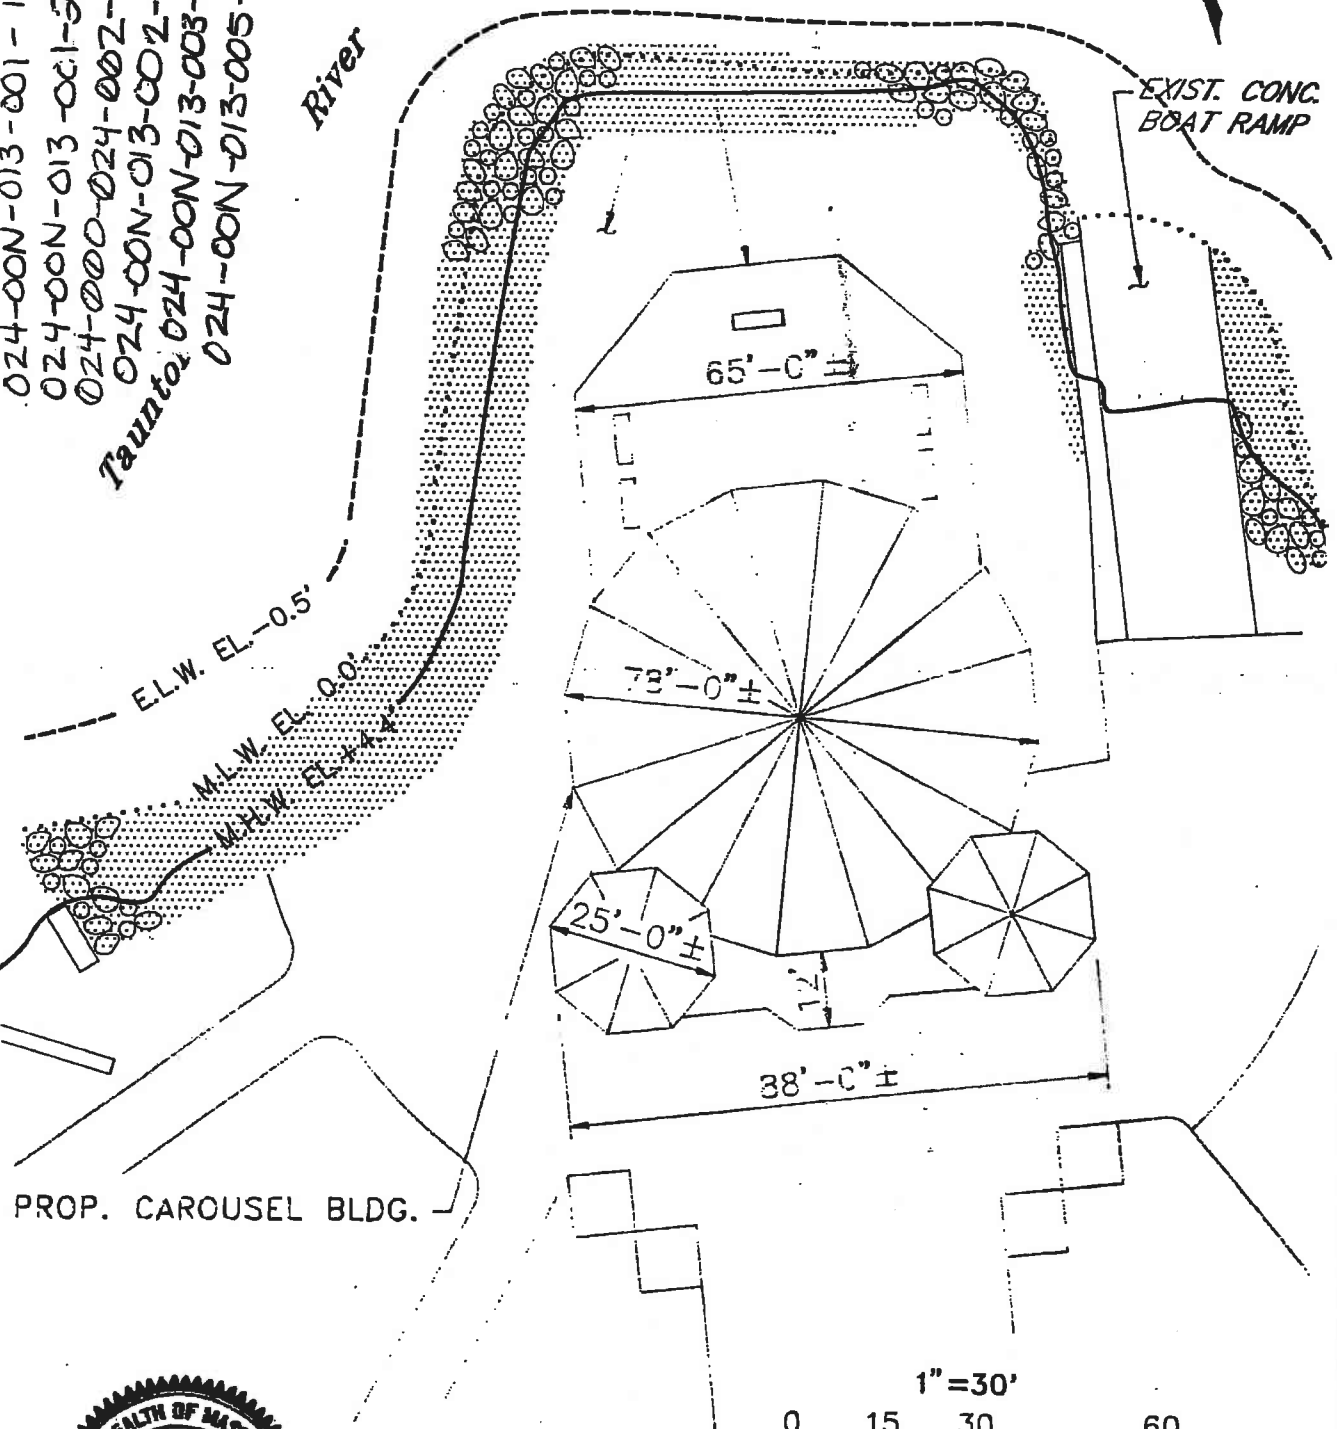 024-00N-013-001-
024-00N-013-001-
024-000-024-002-
024-00N-013-002-
024-00N-013-003-
024-00N-013-005-
Taunton River
EXIST. CONC.
BOAT RAMP
65'-0"±
78'-0"±
E.L.W. EL.-0.5'
M.L.W. EL. 0.0'
M.H.W. EL.+4.4'
25'-0"±
12'
88'-0"±
PROP. CAROUSEL BLDG.
1"=30'
0 15 30 60